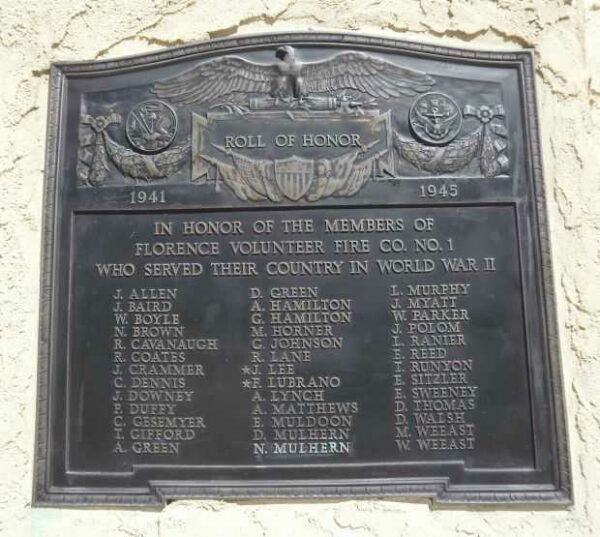 ROLL OF HONOR
1941
1945
IN HONOR OF THE MEMBERS OF
FLORENCE VOLUNTEER FIRE CO. NO. 1
WHO SERVED THEIR COUNTRY IN WORLD WAR II
J. ALLEN
J. BAIRD
W. BOYLE
N. BROWN
R. CAVANAUGH
R. COATES
J. CRAMMER
C. DENNIS
J. DOWNEY
P. DUFFY
C. GESEMYER
T. GIFFORD
A. GREEN
D. GREEN
A. HAMILTON
G. HAMILTON
M. HORNER
C. JOHNSON
R. LANE
★J. LEE
★F. LUBRANO
A. LYNCH
A. MATTHEWS
E. MULDOON
D. MULHERN
N. MULHERN
L. MURPHY
J. MYATT
W. PARKER
J. POLOM
L. RANIER
E. REED
T. RUNYON
E. SITZLER
E. SWEENEY
D. THOMAS
D. WALSH
M. WEEAST
W. WEEAST